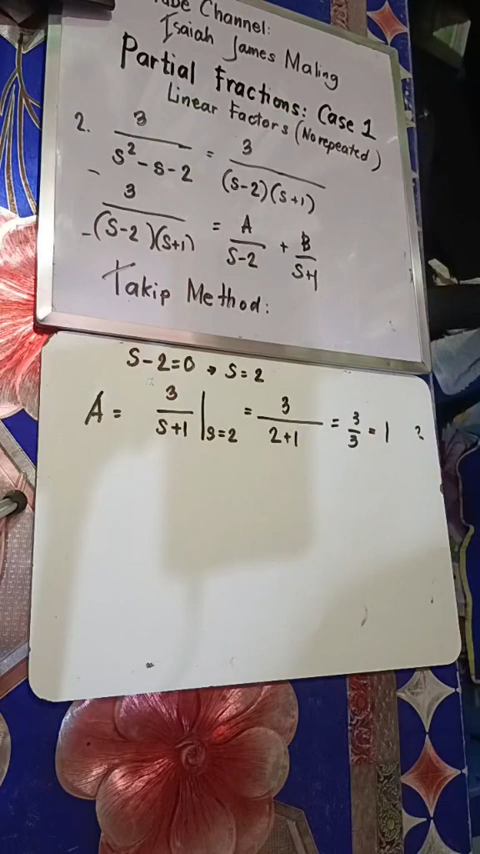 Channel:
Isaiah James Maling
Partial Fractions: Case 1
Linear Factors (No repeated)
2. 3/(s²-s-2) = 3/((s-2)(s+1))
3/((s-2)(s+1)) = A/(s-2) + B/(s+1)
Takip Method:
s-2=0 → s=2
A = 3/(s+1) |s=2 = 3/(2+1) = 3/3 = 1